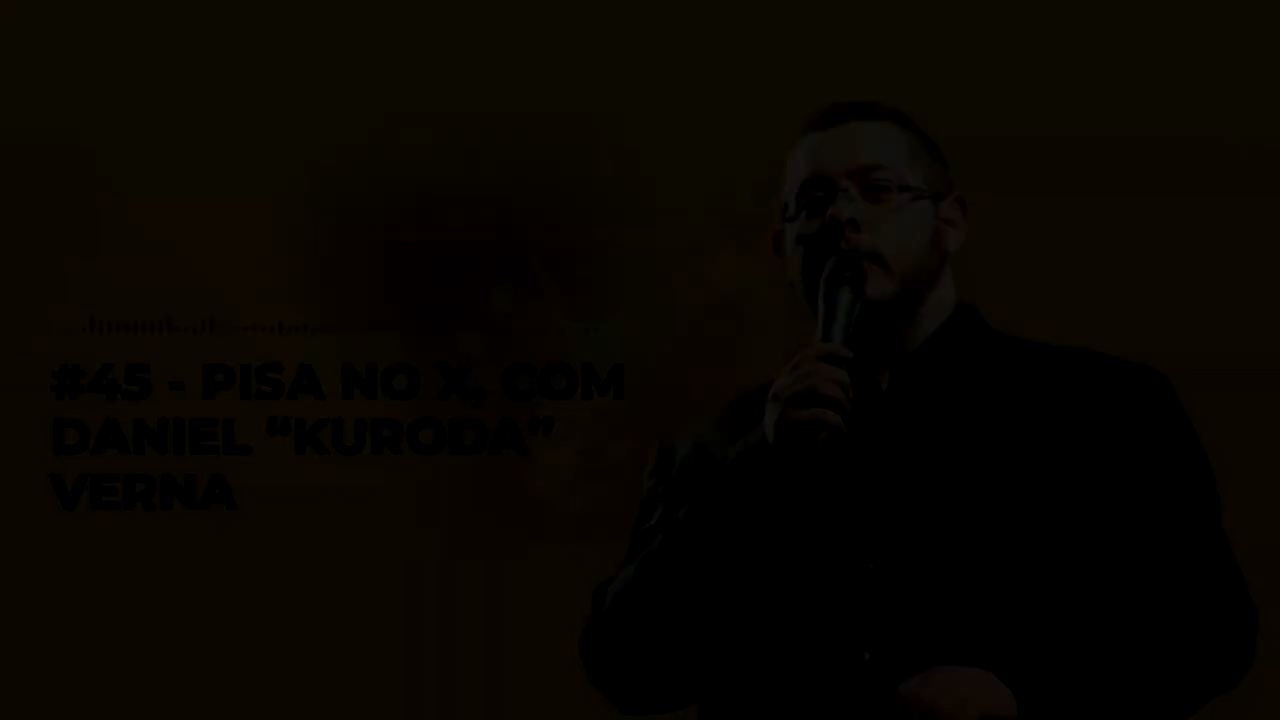 #45 - PISA NO X, COM
DANIEL “KURODA”
VERNA